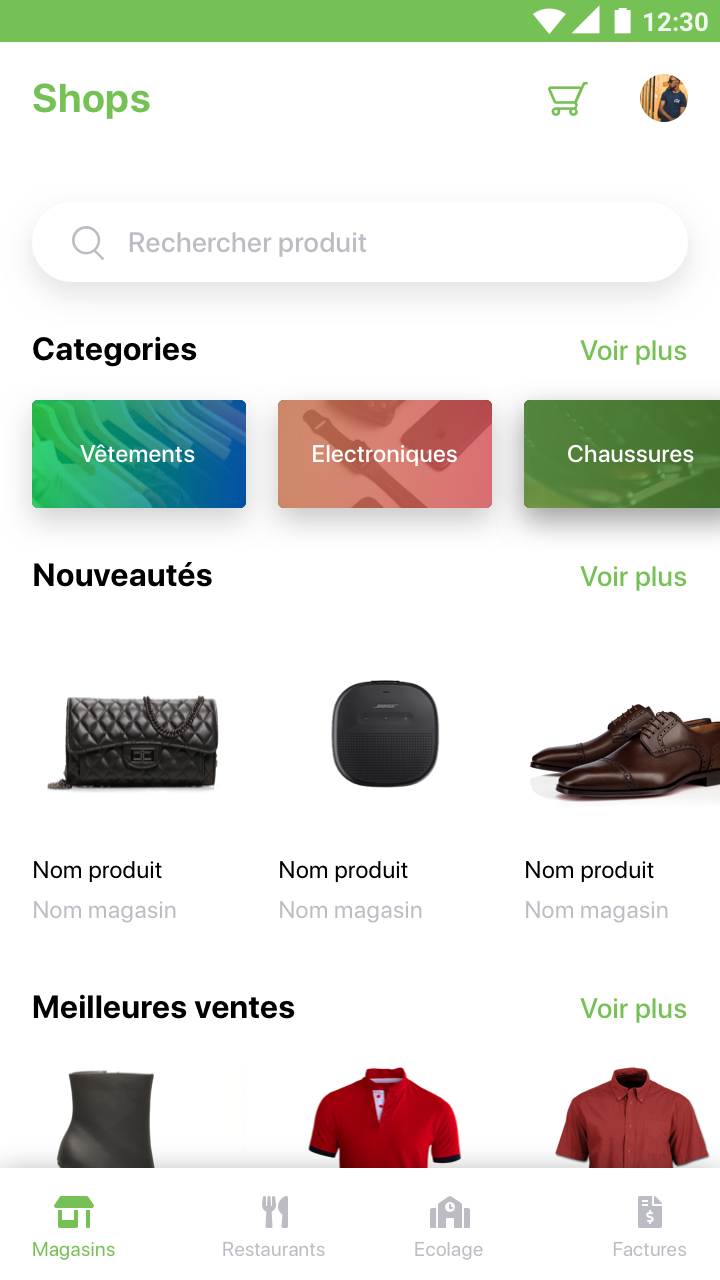 12:30
Shops
Rechercher produit
Categories
Voir plus
Vêtements
Electroniques
Chaussures
Nouveautés
Voir plus
BOSE
Nom produit
Nom produit
Nom produit
Nom magasin
Nom magasin
Nom magasin
Meilleures ventes
Voir plus
Magasins
Restaurants
Ecolage
Factures